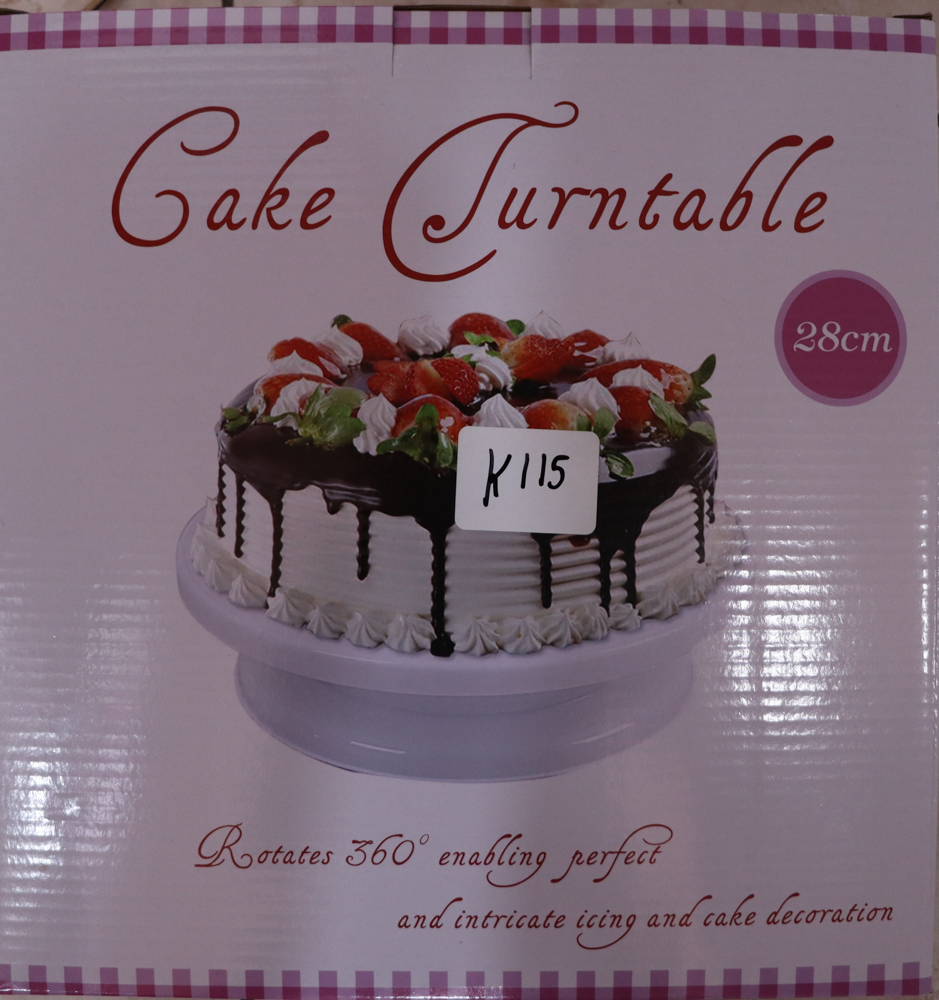 Cake Turntable
28cm
K115
Rotates 360° enabling perfect
and intricate icing and cake decoration